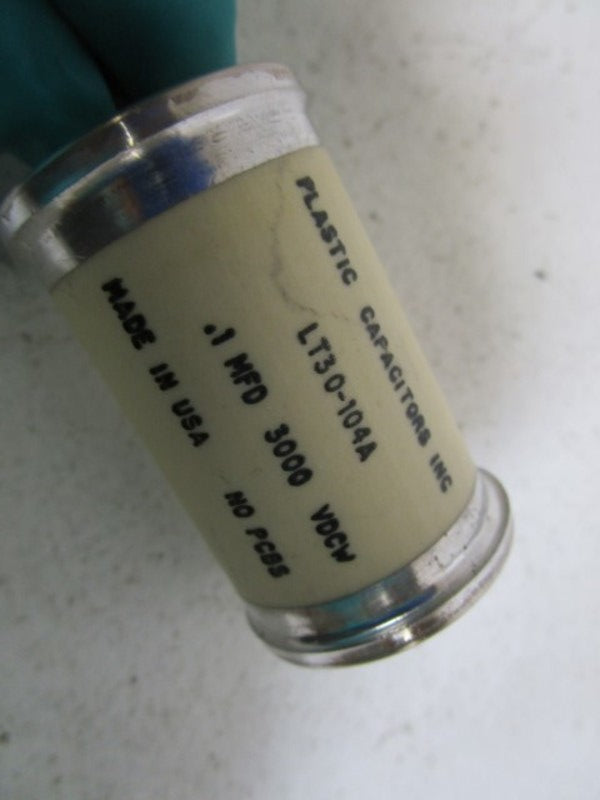 PLASTIC CAPACITORS INC
LT30-104A
.1 MFD 3000 VDCW
MADE IN USA NO PCBS